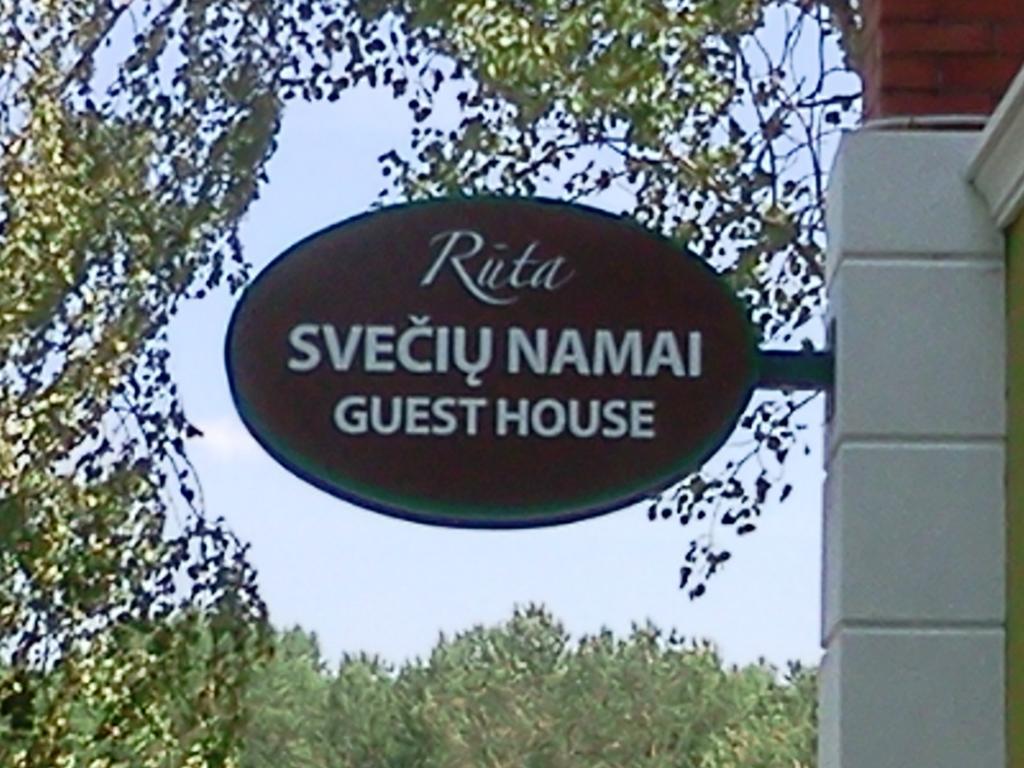 Rūta
SVEČIŲ NAMAI
GUEST HOUSE